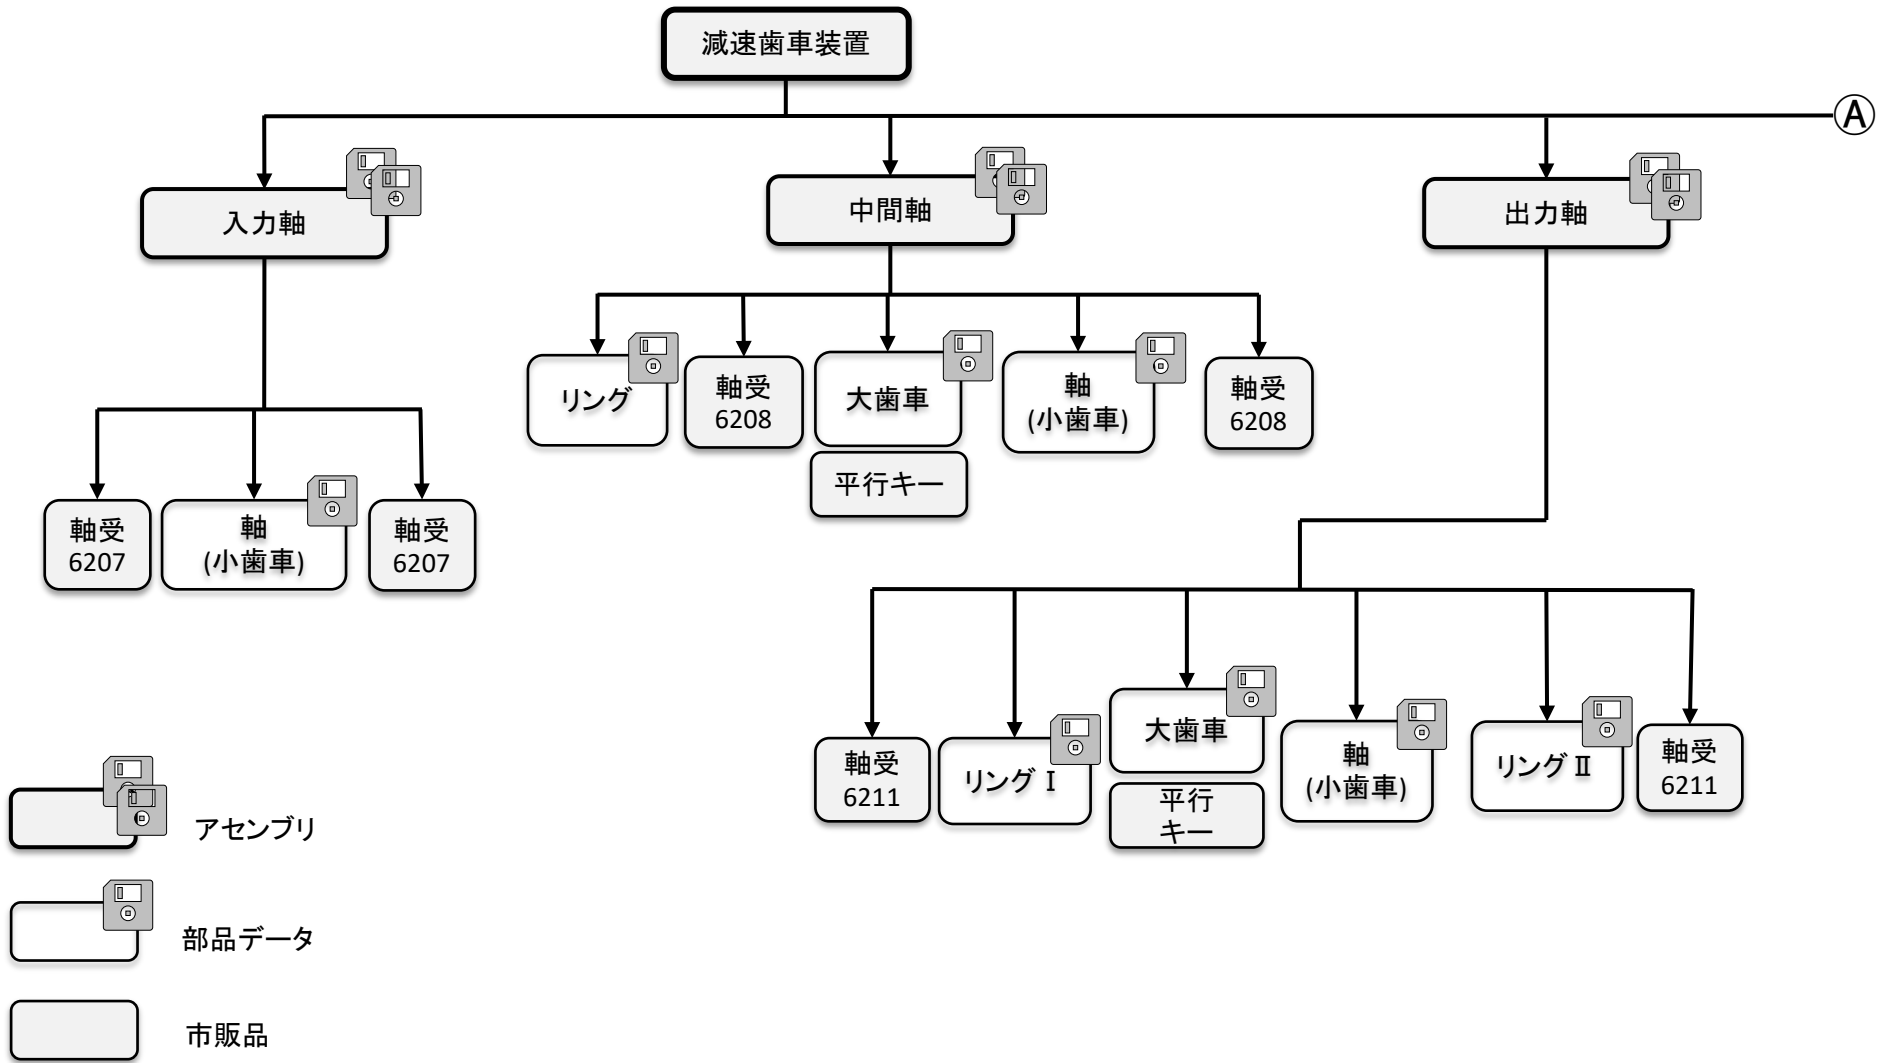 減速歯車装置
Ⓐ
入力軸
中間軸
出力軸
リング
軸受
6208
大歯車
平行キー
軸
(小歯車)
軸受
6208
軸受
6207
軸
(小歯車)
軸受
6207
軸受
6211
リング Ⅰ
大歯車
平行
キー
軸
(小歯車)
リング Ⅱ
軸受
6211
アセンブリ
部品データ
市販品